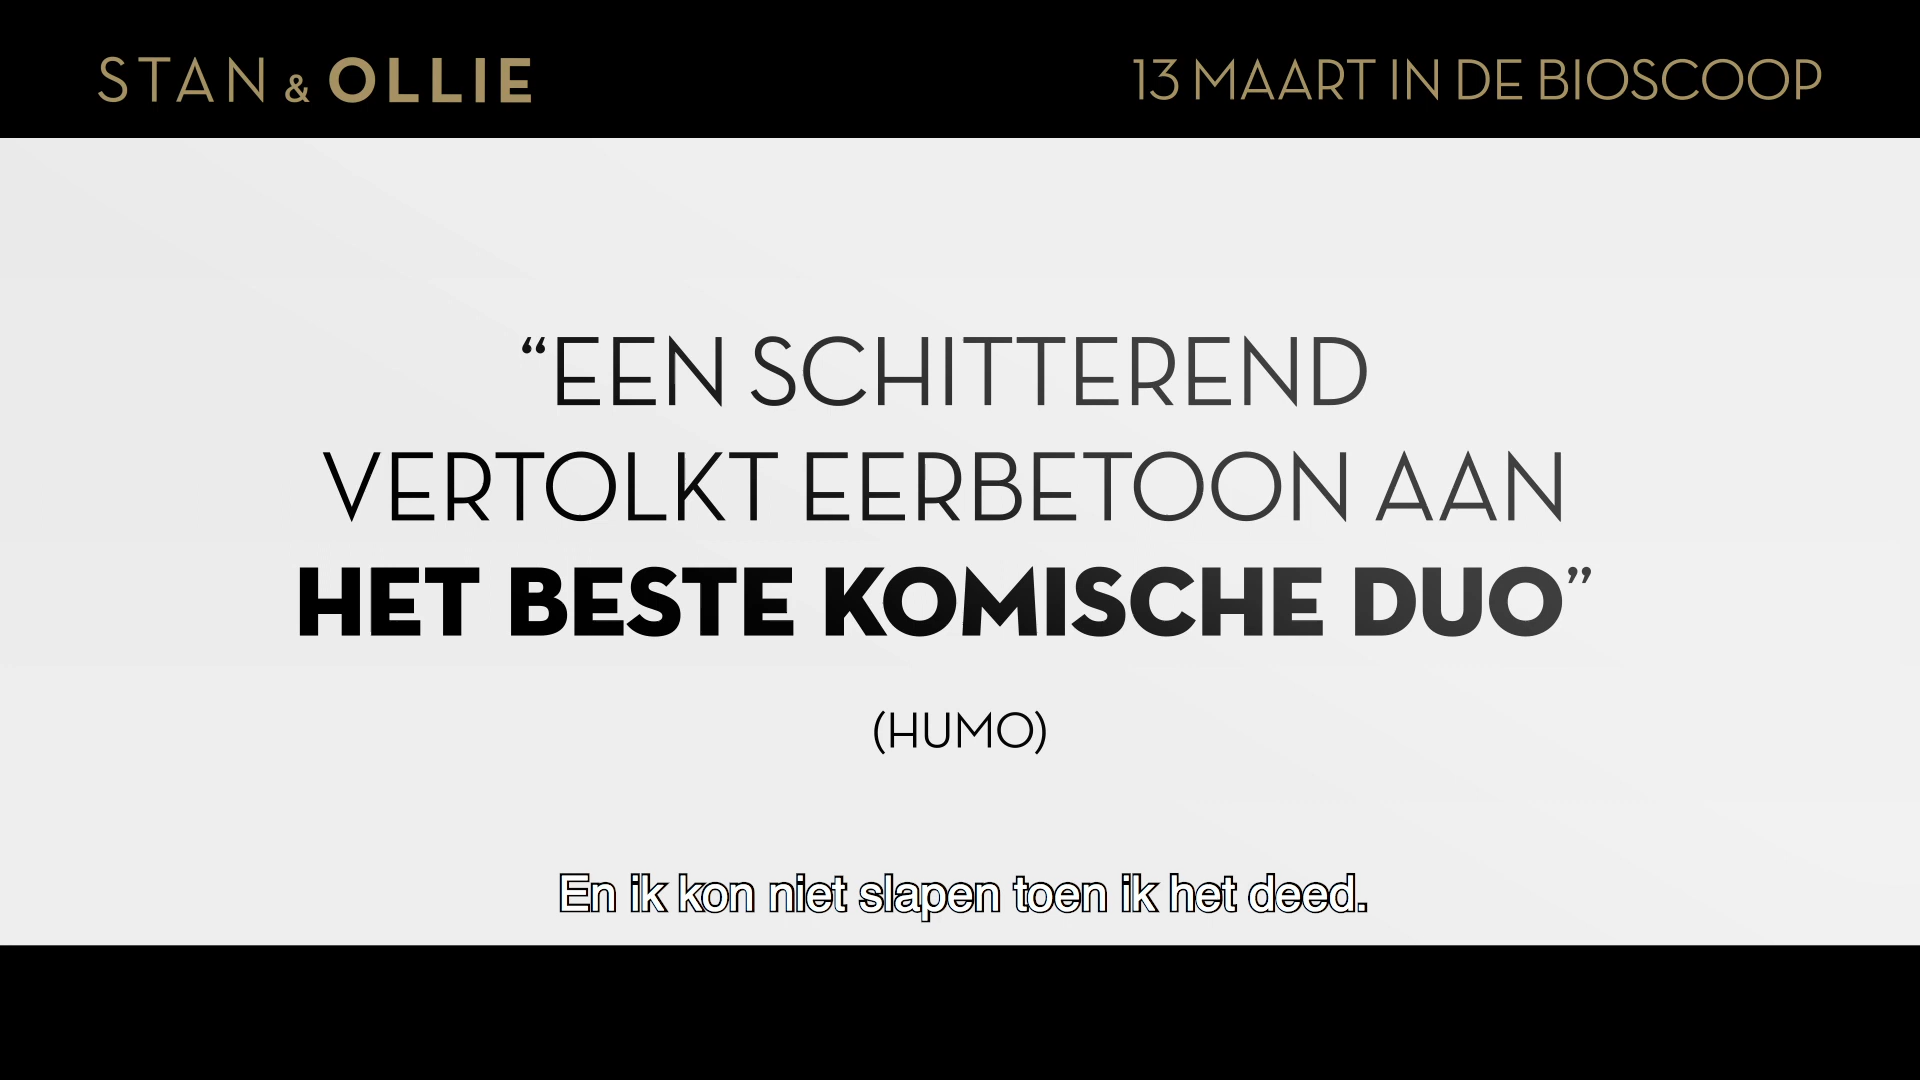 STAN & OLLIE
13 MAART IN DE BIOSCOOP
“EEN SCHITTEREND
VERTOLKT EERBETOON AAN
HET BESTE KOMISCHE DUO”
(HUMO)
En ik kon niet slapen toen ik het deed.